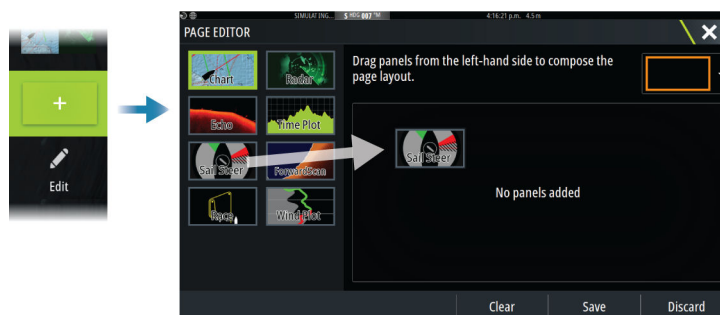 +
Edit
SIMULATING... S HDG 007 °M 4:16:21 p.m. 4.5 m
PAGE EDITOR
Chart
Radar
Echo
Time Plot
Sail Steer
ForwardScan
Race
Wind Plot
Drag panels from the left-hand side to compose the
page layout.
Sail Steer
No panels added
Clear
Save
Discard